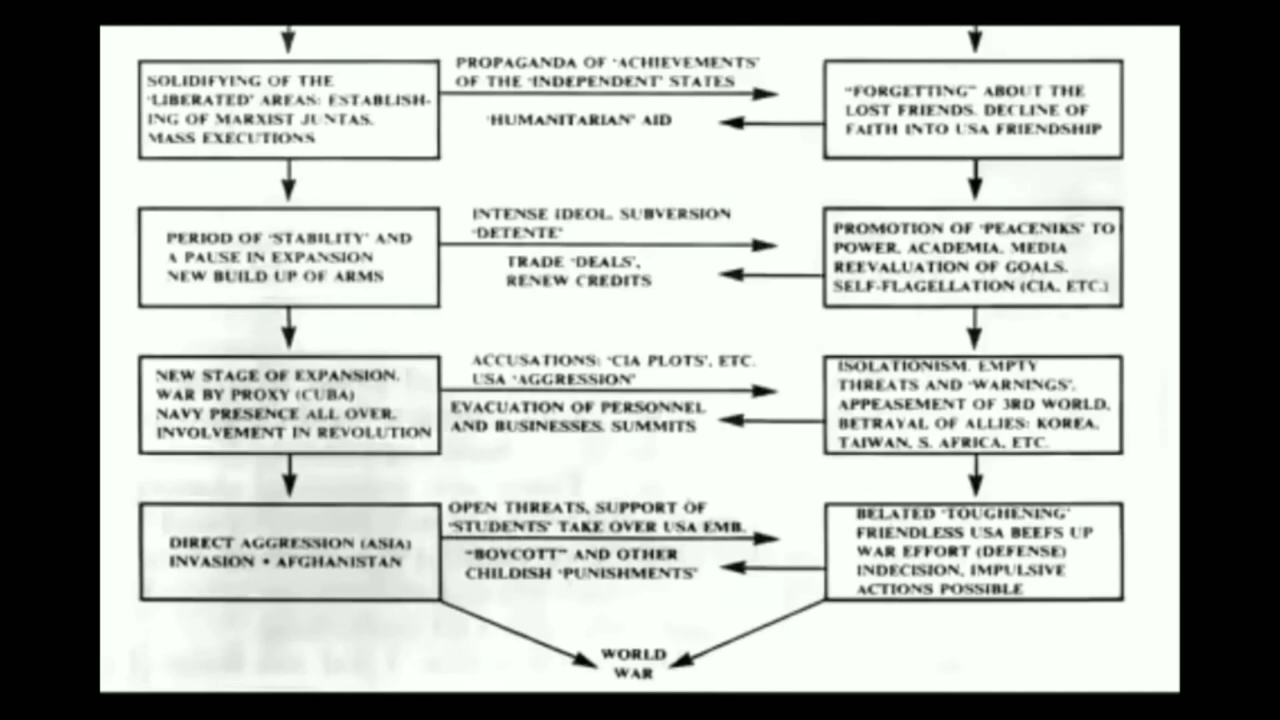 SOLIDIFYING OF THE
'LIBERATED' AREAS: ESTABLISH-
ING OF MARXIST JUNTAS.
MASS EXECUTIONS
PROPAGANDA OF 'ACHIEVEMENTS'
OF THE 'INDEPENDENT' STATES
'HUMANITARIAN' AID
"FORGETTING" ABOUT THE
LOST FRIENDS. DECLINE OF
FAITH INTO USA FRIENDSHIP
PERIOD OF 'STABILITY' AND
A PAUSE IN EXPANSION
NEW BUILD UP OF ARMS
INTENSE IDEOL. SUBVERSION
'DETENTE'
TRADE 'DEALS',
RENEW CREDITS
PROMOTION OF 'PEACENIKS' TO
POWER, ACADEMIA, MEDIA
REEVALUATION OF GOALS.
SELF-FLAGELLATION (CIA, ETC.)
NEW STAGE OF EXPANSION.
WAR BY PROXY (CUBA)
NAVY PRESENCE ALL OVER.
INVOLVEMENT IN REVOLUTION
ACCUSATIONS: 'CIA PLOTS', ETC.
USA 'AGGRESSION'
EVACUATION OF PERSONNEL
AND BUSINESSES. SUMMITS
ISOLATIONISM. EMPTY
THREATS AND 'WARNINGS'.
APPEASEMENT OF 3RD WORLD,
BETRAYAL OF ALLIES: KOREA,
TAIWAN, S. AFRICA, ETC.
DIRECT AGGRESSION (ASIA)
INVASION • AFGHANISTAN
OPEN THREATS, SUPPORT OF
'STUDENTS' TAKE OVER USA EMB.
"BOYCOTT" AND OTHER
CHILDISH 'PUNISHMENTS'
BELATED 'TOUGHENING'
FRIENDLESS USA BEEFS UP
WAR EFFORT (DEFENSE)
INDECISION, IMPULSIVE
ACTIONS POSSIBLE
WORLD
WAR